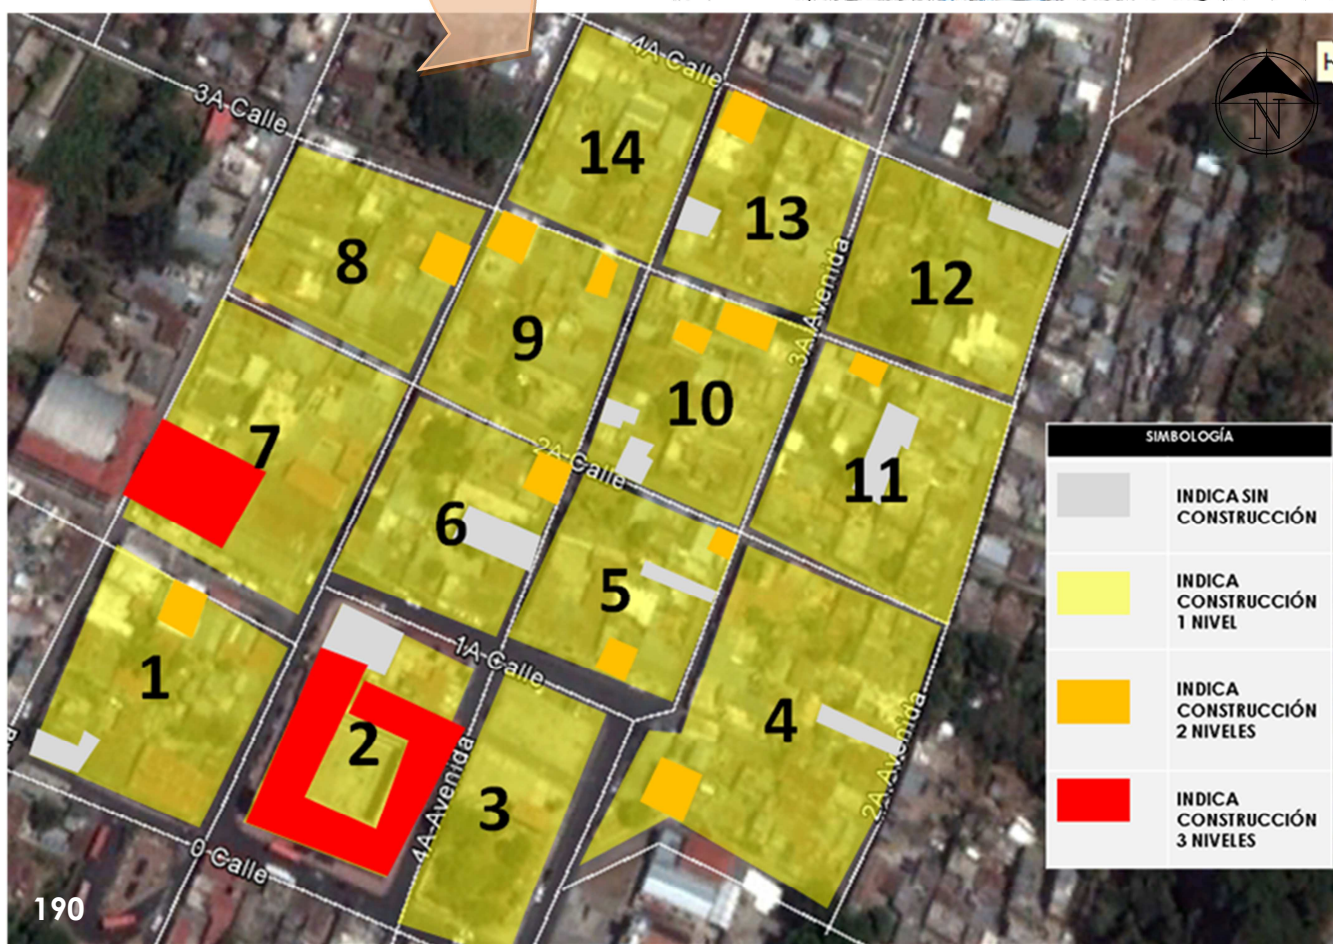 4A Calle
3A Calle
N
14
13
8
12
3A Avenida
9
10
7
2A Calle
11
6
5
1A Calle
1
2
4
3
4A Avenida
2A Avenida
0 Calle
190
SIMBOLOGÍA
INDICA SIN
CONSTRUCCIÓN
INDICA
CONSTRUCCIÓN
1 NIVEL
INDICA
CONSTRUCCIÓN
2 NIVELES
INDICA
CONSTRUCCIÓN
3 NIVELES